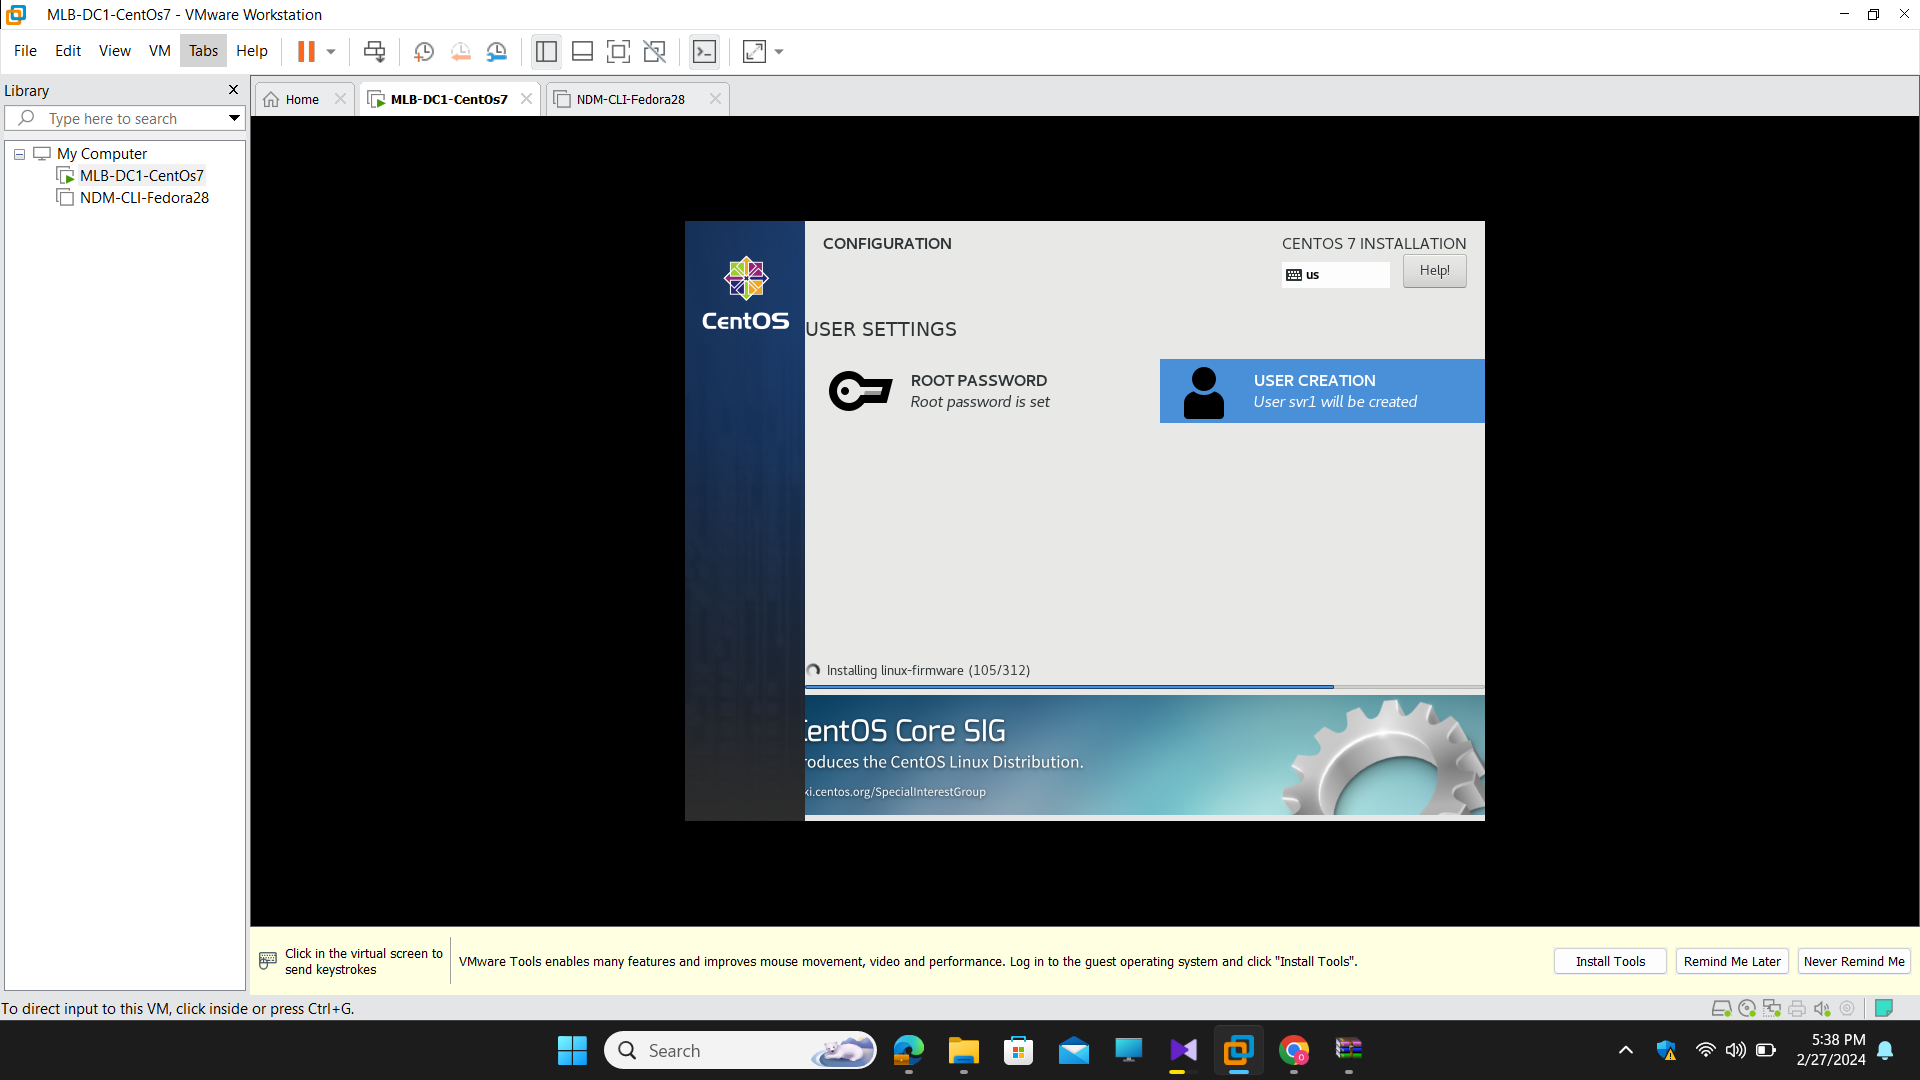 MLB-DC1-CentOs7 - VMware Workstation
File Edit View VM Tabs Help
Library
Type here to search
My Computer
MLB-DC1-CentOs7
NDM-CLI-Fedora28
Home
MLB-DC1-CentOs7
NDM-CLI-Fedora28
CentOS
CONFIGURATION
CENTOS 7 INSTALLATION
us
Help!
USER SETTINGS
ROOT PASSWORD
Root password is set
USER CREATION
User svr1 will be created
Installing linux-firmware (105/312)
entOS Core SIG
roduces the CentOS Linux Distribution.
ki.centos.org/SpecialInterestGroup
Click in the virtual screen to
send keystrokes
VMware Tools enables many features and improves mouse movement, video and performance. Log in to the guest operating system and click "Install Tools".
Install Tools
Remind Me Later
Never Remind Me
To direct input to this VM, click inside or press Ctrl+G.
Search
5:38 PM
2/27/2024